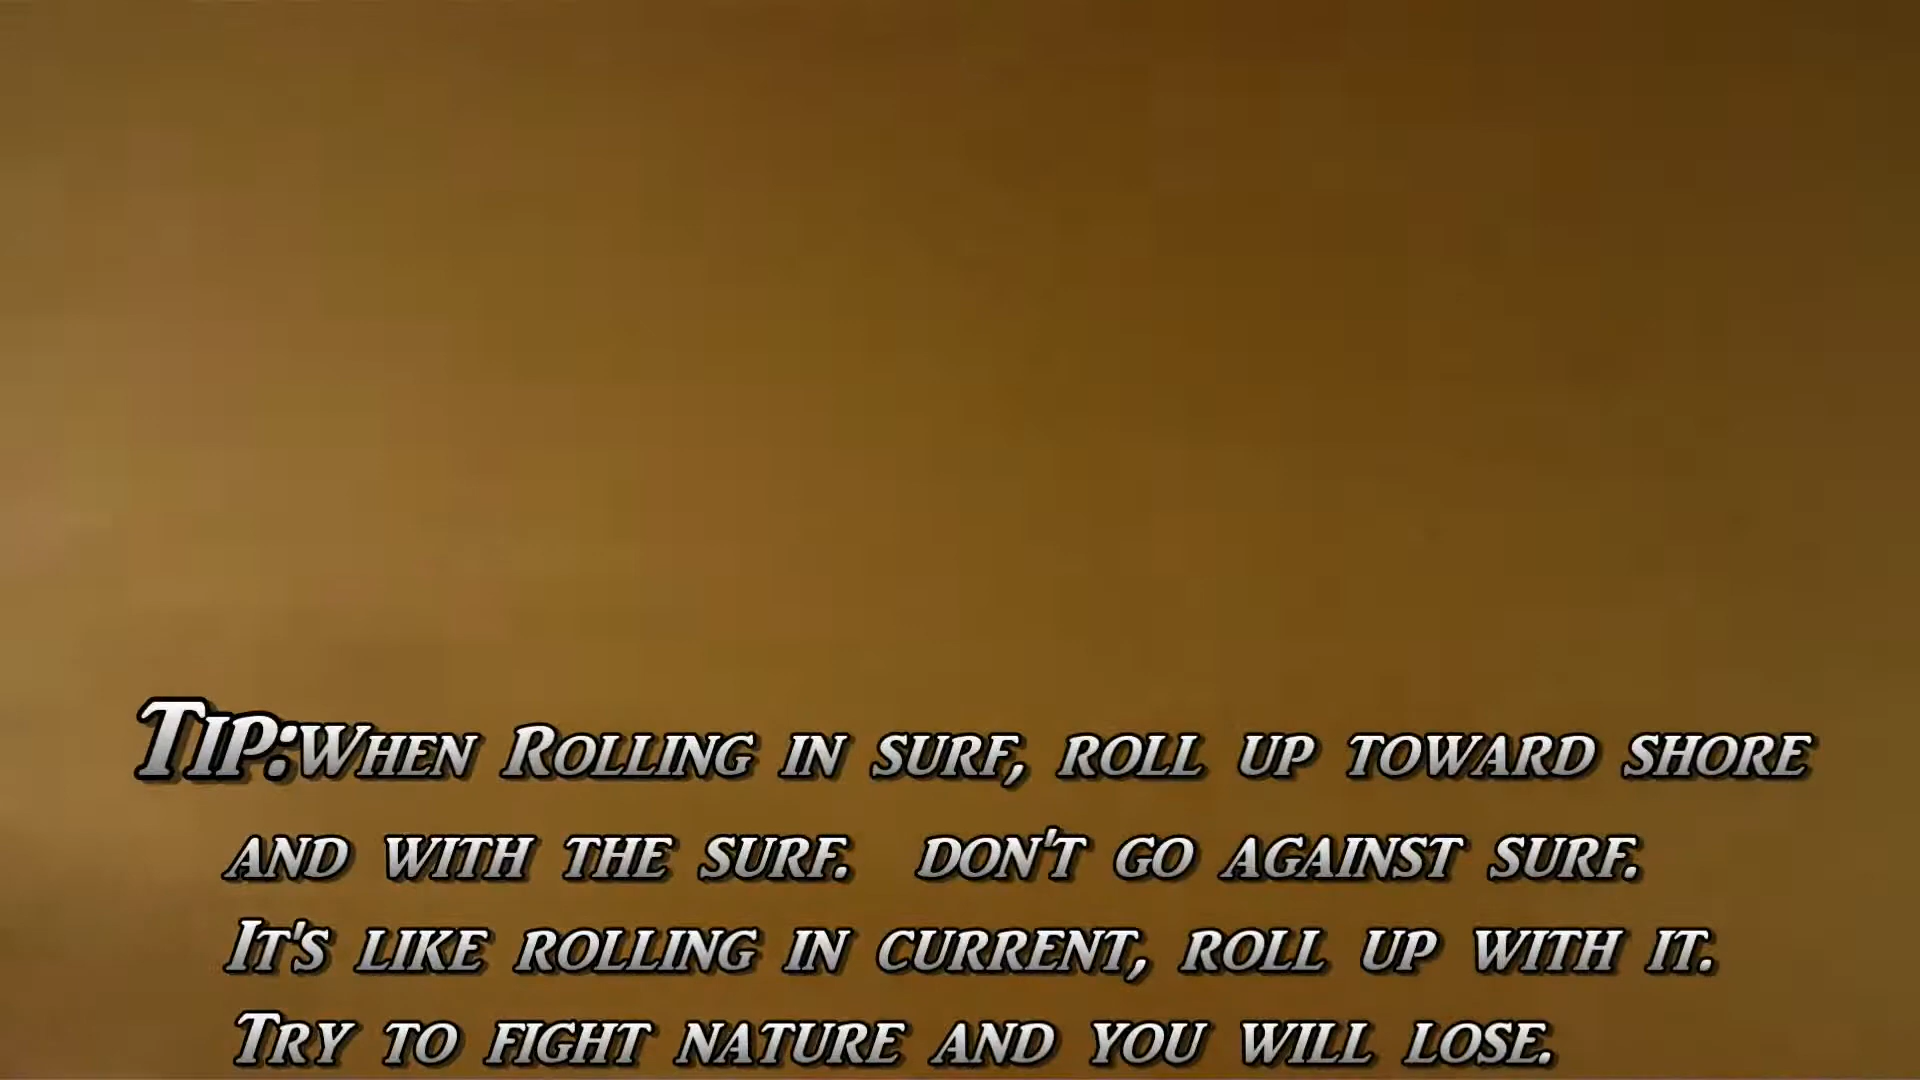 Tip: When Rolling in surf, roll up toward shore
and with the surf. don't go against surf.
It's like rolling in current, roll up with it.
Try to fight nature and you will lose.